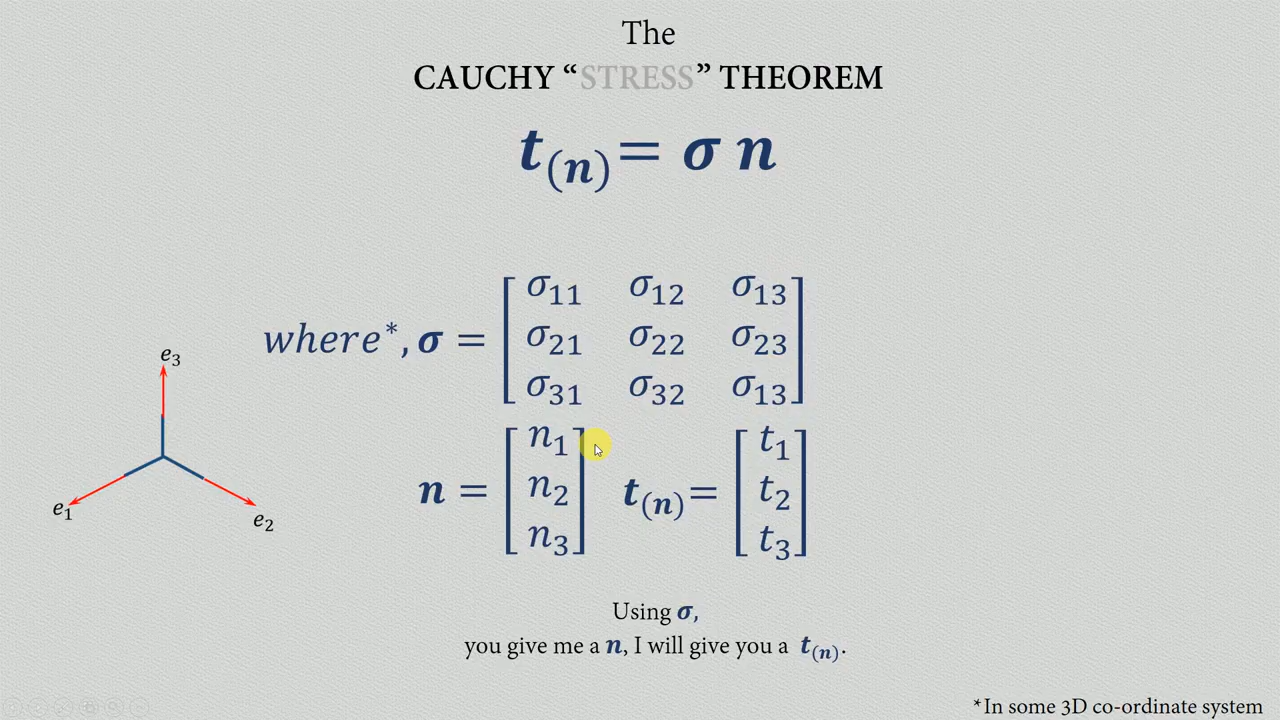 The
CAUCHY “STRESS” THEOREM
t(n)= σ n
where*, σ =
σ11 σ12 σ13
σ21 σ22 σ23
σ31 σ32 σ13
e3
e1
e2
n =
n1
n2
n3
t(n)=
t1
t2
t3
Using σ,
you give me a n, I will give you a t(n).
*In some 3D co-ordinate system